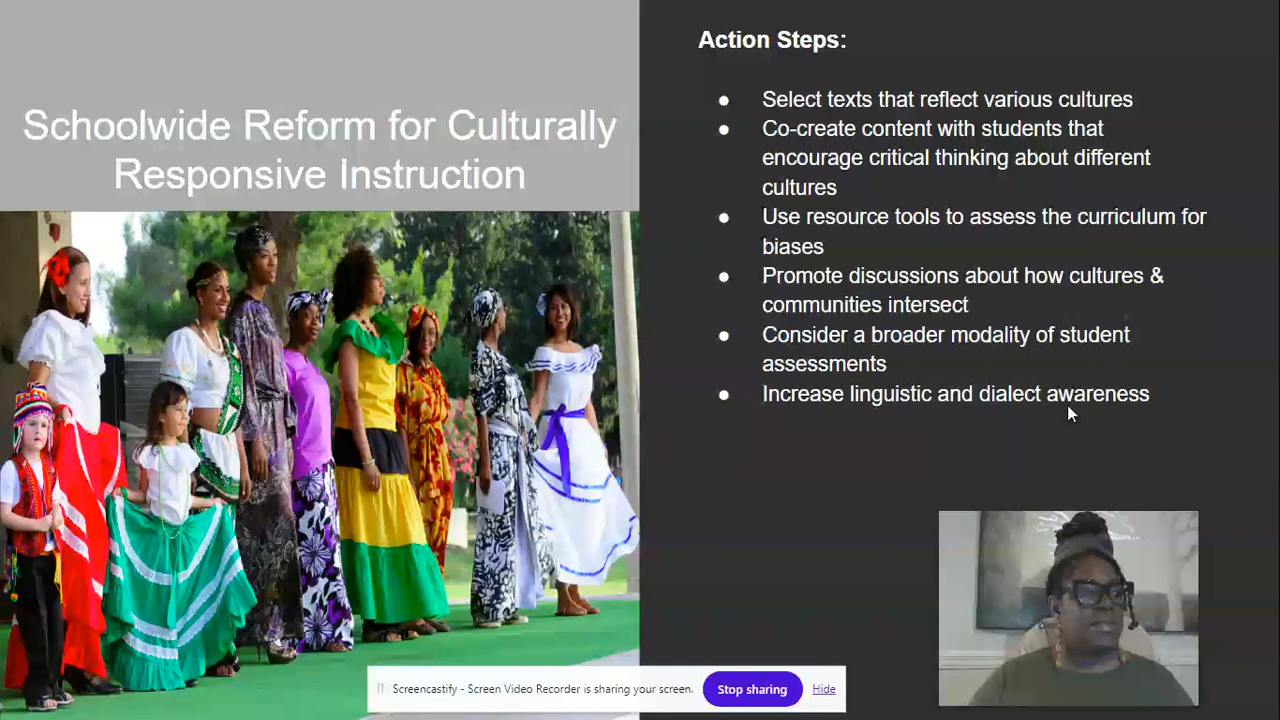 Schoolwide Reform for Culturally
Responsive Instruction
Action Steps:
● Select texts that reflect various cultures
● Co-create content with students that
encourage critical thinking about different
cultures
● Use resource tools to assess the curriculum for
biases
● Promote discussions about how cultures &
communities intersect
● Consider a broader modality of student
assessments
● Increase linguistic and dialect awareness
Screencastify - Screen Video Recorder is sharing your screen. Stop sharing Hide